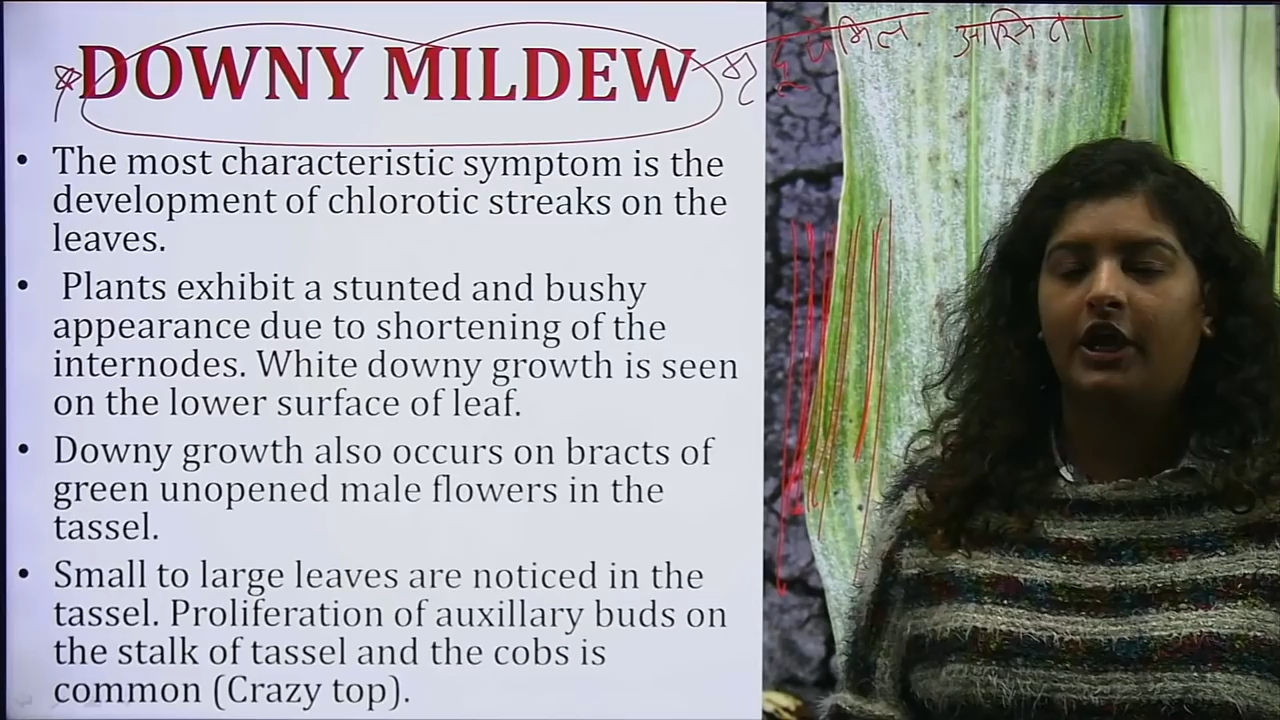 DOWNY MILDEW
मृदुरोमिल आसिता
• The most characteristic symptom is the
development of chlorotic streaks on the
leaves.
• Plants exhibit a stunted and bushy
appearance due to shortening of the
internodes. White downy growth is seen
on the lower surface of leaf.
• Downy growth also occurs on bracts of
green unopened male flowers in the
tassel.
• Small to large leaves are noticed in the
tassel. Proliferation of auxillary buds on
the stalk of tassel and the cobs is
common (Crazy top).